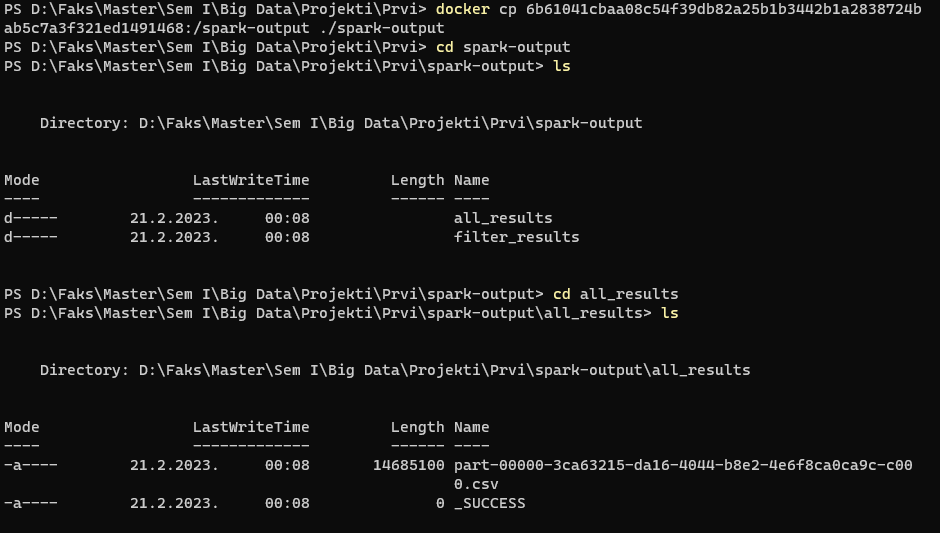 PS D:\Faks\Master\Sem I\Big Data\Projekti\Prvi> docker cp 6b61041cbaa08c54f39db82a25b1b3442b1a2838724b
ab5c7a3f321ed1491468:/spark-output ./spark-output
PS D:\Faks\Master\Sem I\Big Data\Projekti\Prvi> cd spark-output
PS D:\Faks\Master\Sem I\Big Data\Projekti\Prvi\spark-output> ls
Directory: D:\Faks\Master\Sem I\Big Data\Projekti\Prvi\spark-output
Mode LastWriteTime Length Name
---- ------------- ------ ----
d----- 21.2.2023. 00:08 all_results
d----- 21.2.2023. 00:08 filter_results
PS D:\Faks\Master\Sem I\Big Data\Projekti\Prvi\spark-output> cd all_results
PS D:\Faks\Master\Sem I\Big Data\Projekti\Prvi\spark-output\all_results> ls
Directory: D:\Faks\Master\Sem I\Big Data\Projekti\Prvi\spark-output\all_results
Mode LastWriteTime Length Name
---- ------------- ------ ----
-a---- 21.2.2023. 00:08 14685100 part-00000-3ca63215-da16-4044-b8e2-4e6f8ca0ca9c-c00
0.csv
-a---- 21.2.2023. 00:08 0 _SUCCESS